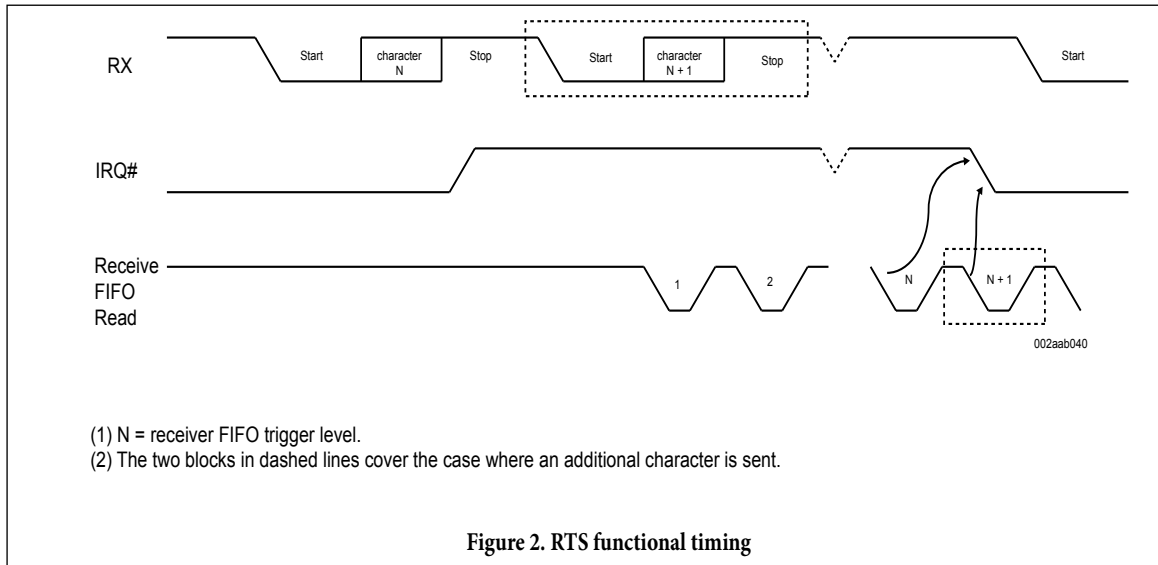 RX
Start
character
N
Stop
Start
character
N + 1
Stop
Start
IRQ#
Receive
FIFO
Read
1
2
N
N + 1
002aab040
(1) N = receiver FIFO trigger level.
(2) The two blocks in dashed lines cover the case where an additional character is sent.
Figure 2. RTS functional timing